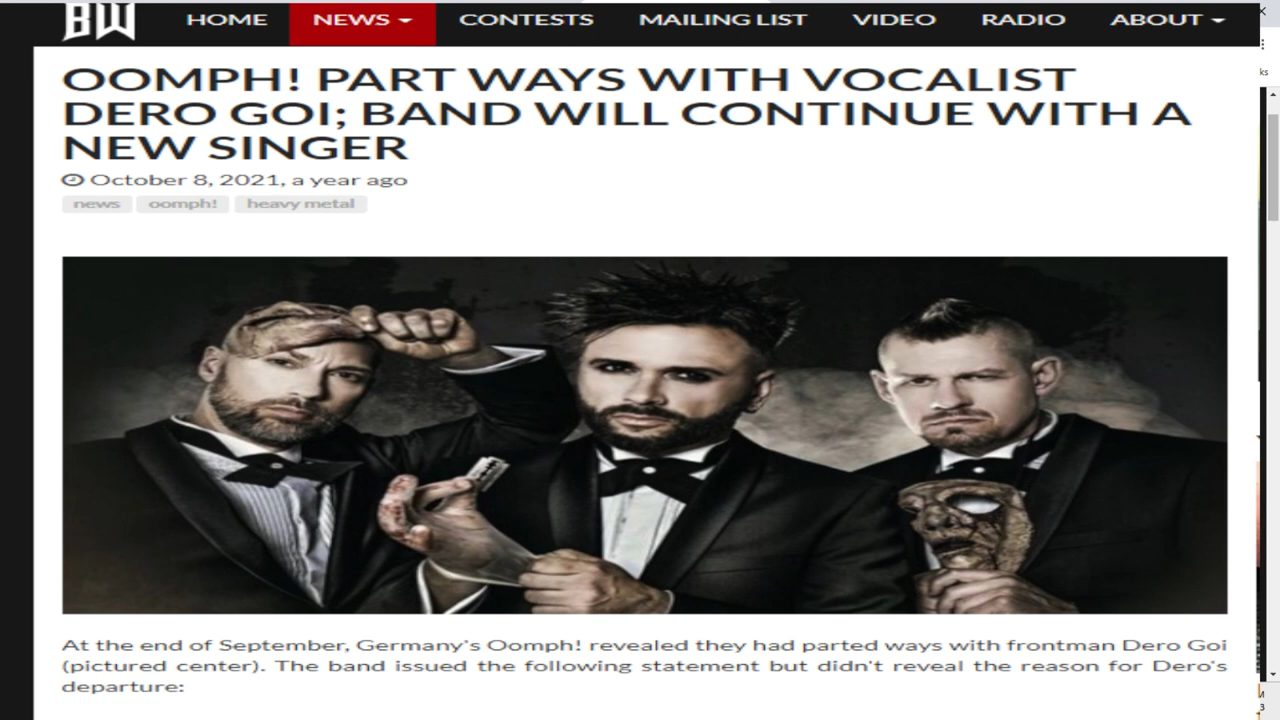 BW HOME NEWS CONTESTS MAILING LIST VIDEO RADIO ABOUT
OOMPH! PART WAYS WITH VOCALIST
DERO GOI; BAND WILL CONTINUE WITH A
NEW SINGER
October 8, 2021, a year ago
news oomph! heavy metal
At the end of September, Germany's Oomph! revealed they had parted ways with frontman Dero Goi
(pictured center). The band issued the following statement but didn't reveal the reason for Dero's
departure: